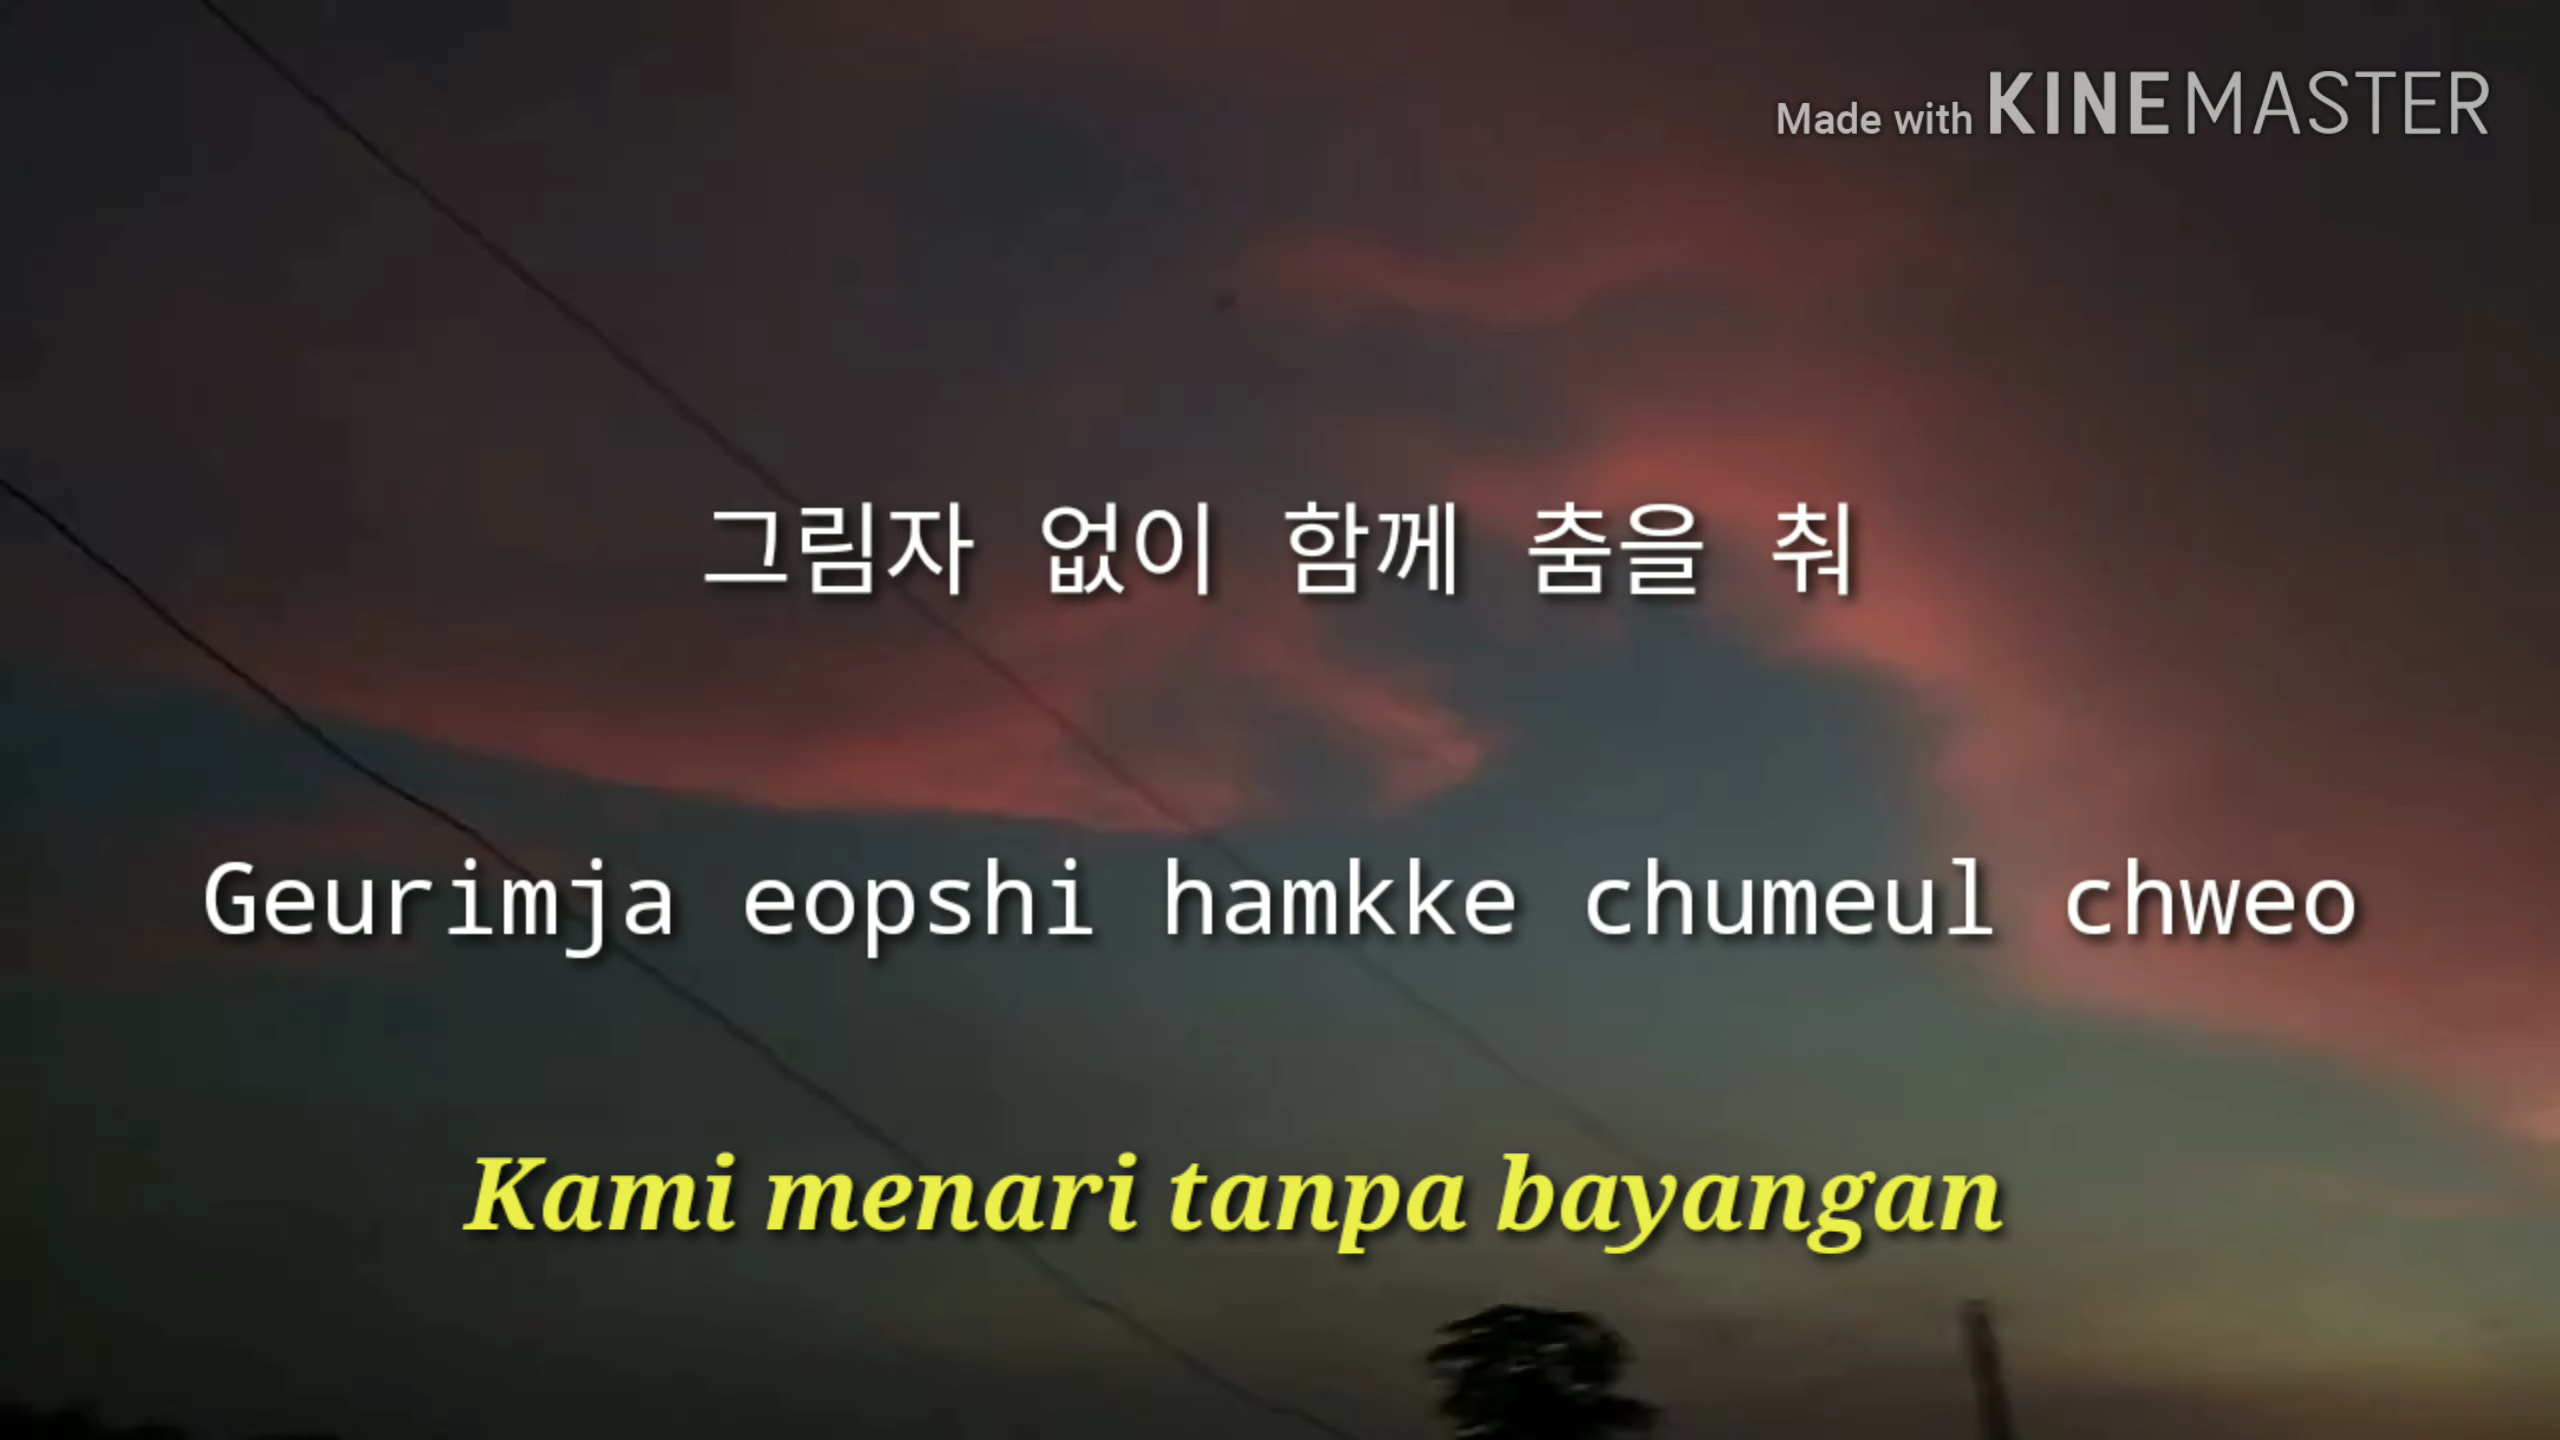 Made with KINEMASTER
그림자 없이 함께 춤을 춰
Geurimja eopshi hamkke chumeul chweo
Kami menari tanpa bayangan